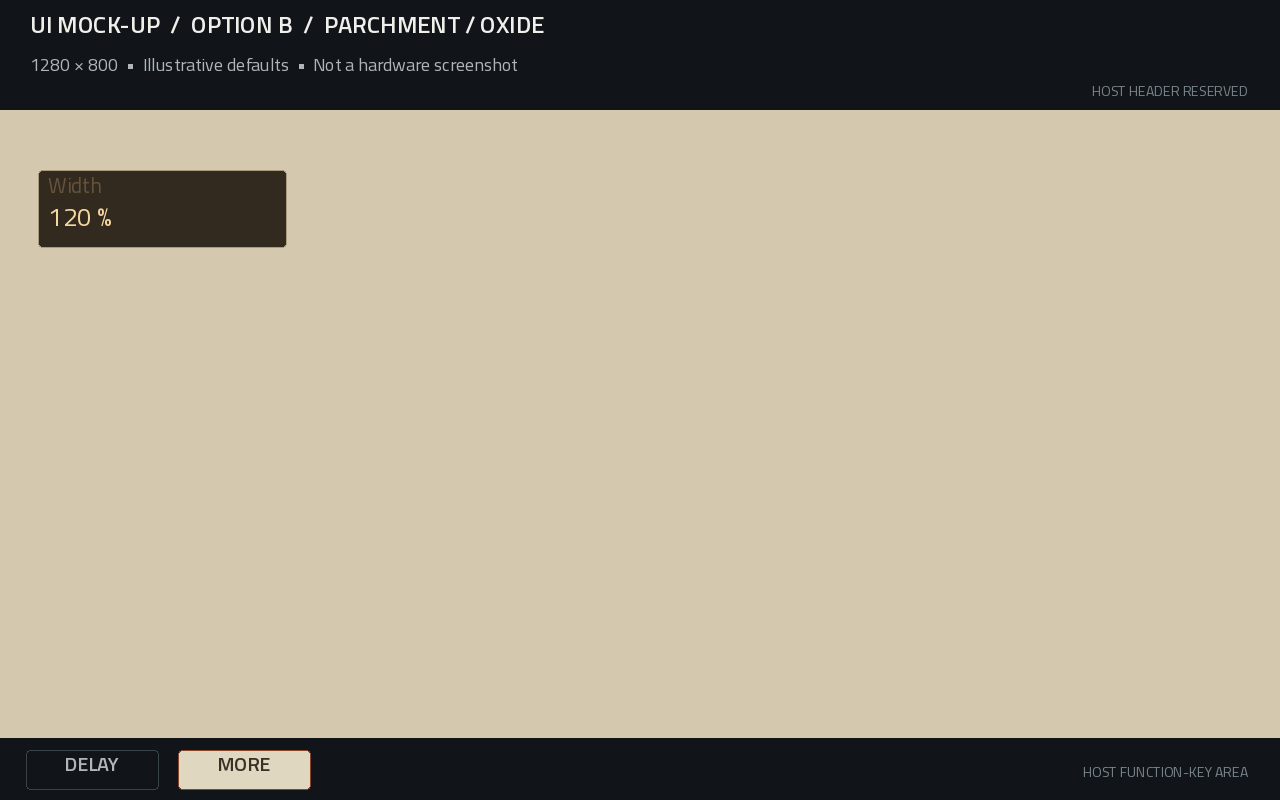 UI MOCK-UP / OPTION B / PARCHMENT / OXIDE
1280 × 800 ▪ Illustrative defaults ▪ Not a hardware screenshot
HOST HEADER RESERVED
Width
120 %
DELAY
MORE
HOST FUNCTION-KEY AREA